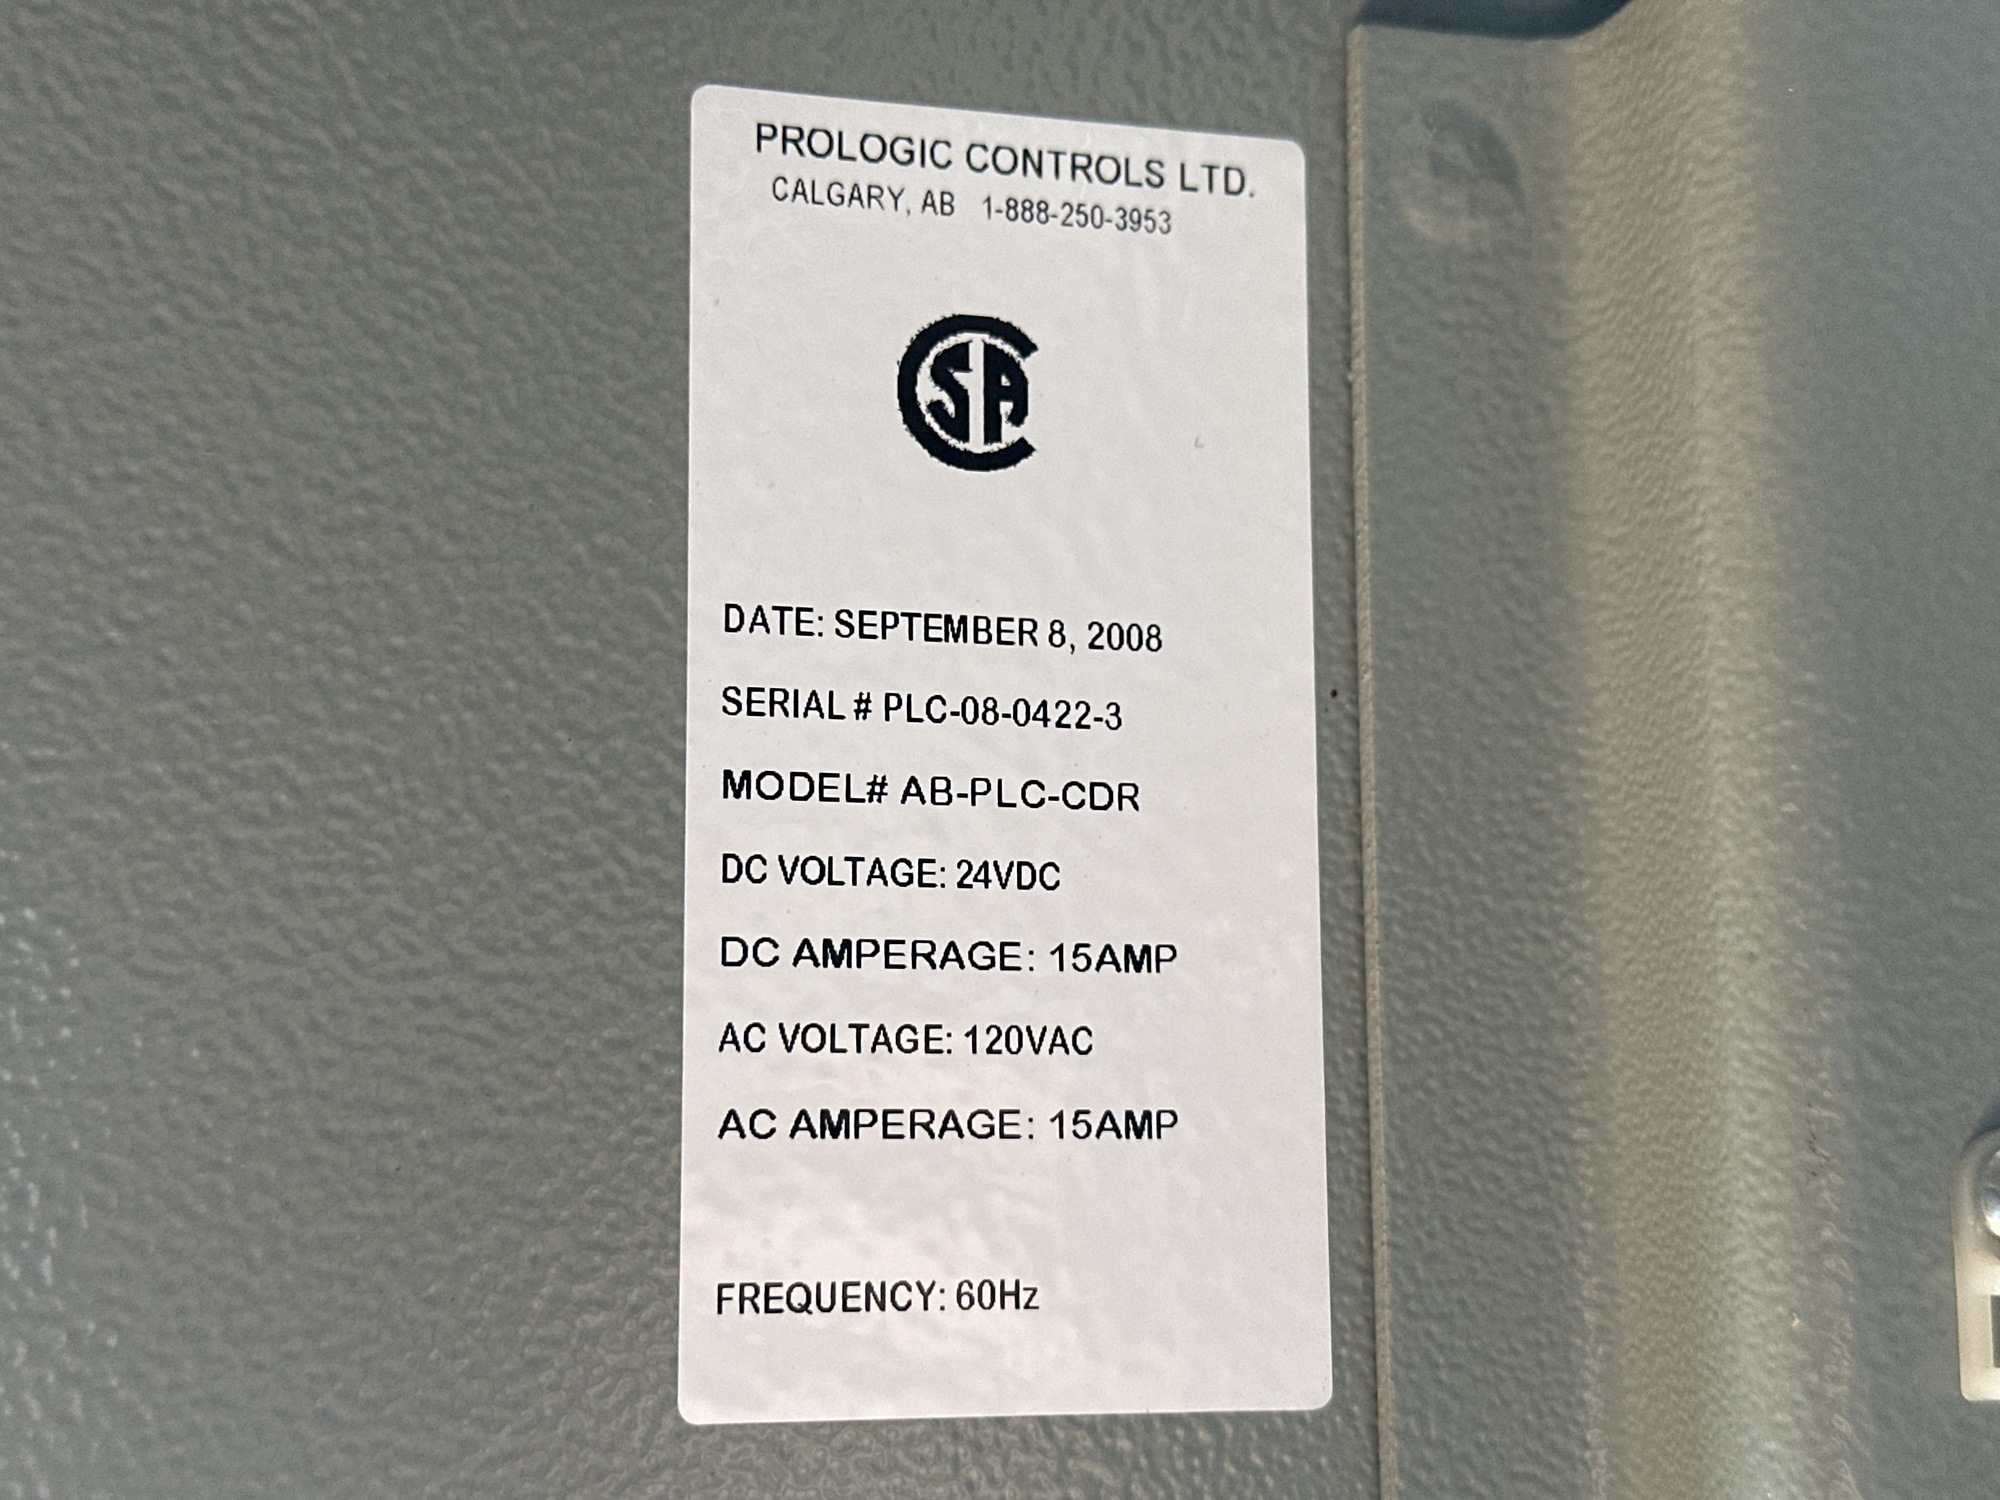 PROLOGIC CONTROLS LTD.
CALGARY, AB 1-888-250-3953
CSA
DATE: SEPTEMBER 8, 2008
SERIAL # PLC-08-0422-3
MODEL# AB-PLC-CDR
DC VOLTAGE: 24VDC
DC AMPERAGE: 15AMP
AC VOLTAGE: 120VAC
AC AMPERAGE: 15AMP
FREQUENCY: 60Hz